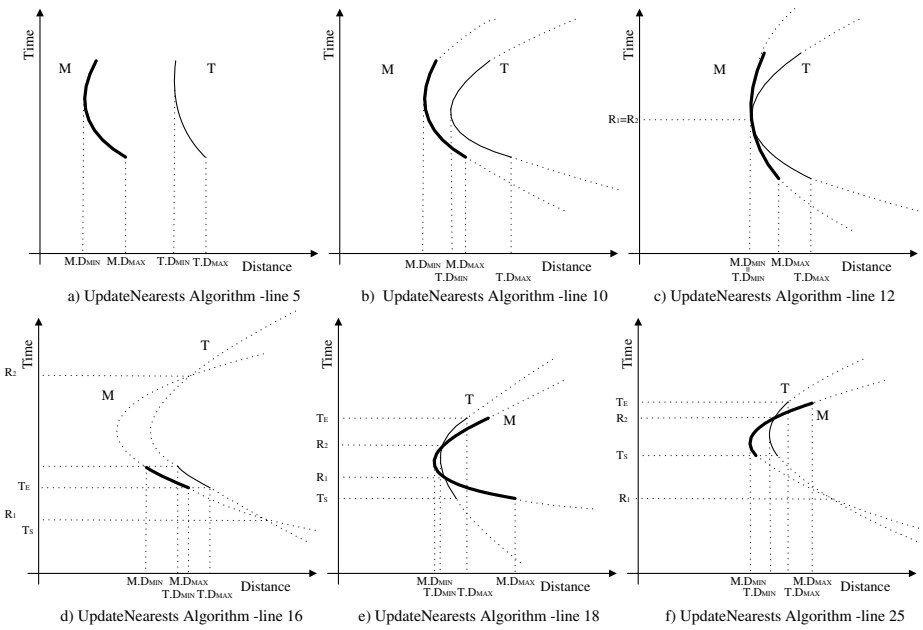 Time
M
T
M.DMIN M.DMAX T.DMIN T.DMAX Distance
a) UpdateNearests Algorithm -line 5
Time
M
T
M.DMIN M.DMAX
T.DMIN T.DMAX
Distance
b) UpdateNearests Algorithm -line 10
Time
M
T
R1=R2
M.DMIN M.DMAX
=
T.DMIN T.DMAX
Distance
c) UpdateNearests Algorithm -line 12
Time
T
R2
M
TE
R1
TS
M.DMIN M.DMAX
T.DMIN T.DMAX
Distance
d) UpdateNearests Algorithm -line 16
Time
T
TE
M
R2
R1
TS
M.DMIN M.DMAX
T.DMIN T.DMAX
Distance
e) UpdateNearests Algorithm -line 18
Time
T
TE
R2
M
TS
R1
M.DMIN M.DMAX
T.DMIN T.DMAX
Distance
f) UpdateNearests Algorithm -line 25